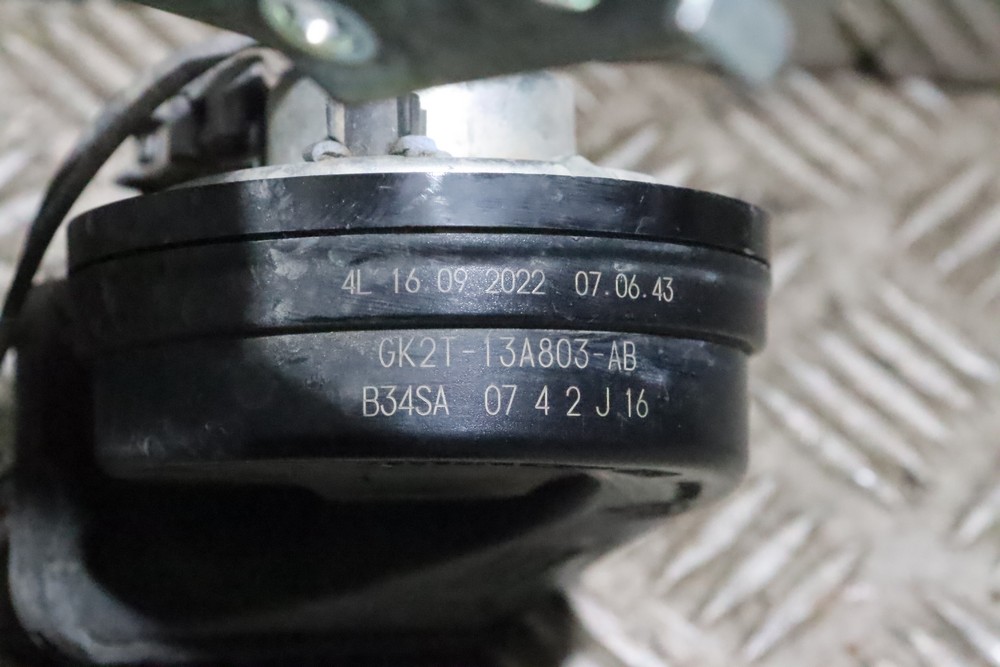 4L 16.09 2022 07.06.43
GK2T-13A803-AB
B34SA 07 4 2 J 16